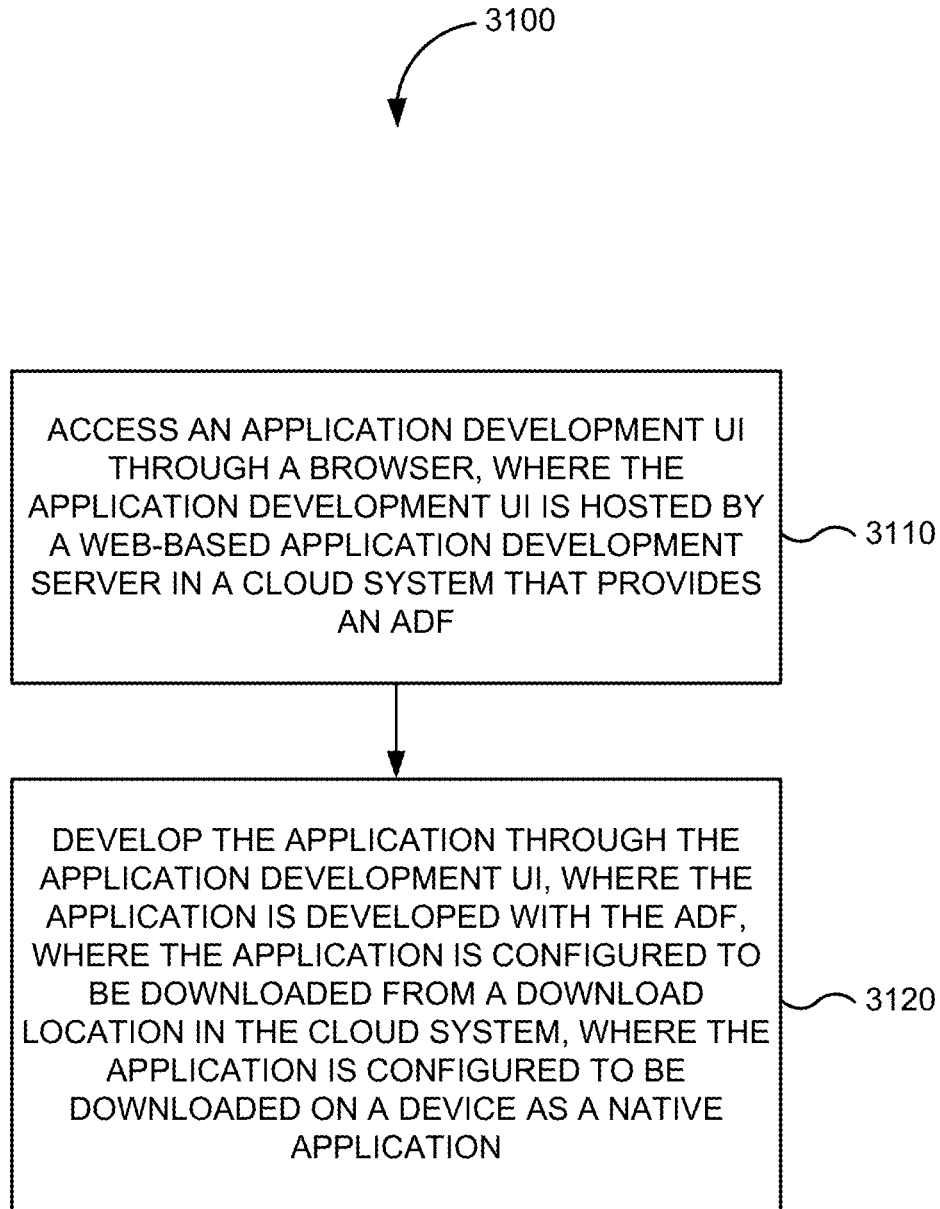 3100
ACCESS AN APPLICATION DEVELOPMENT UI
THROUGH A BROWSER, WHERE THE
APPLICATION DEVELOPMENT UI IS HOSTED BY
A WEB-BASED APPLICATION DEVELOPMENT
SERVER IN A CLOUD SYSTEM THAT PROVIDES
AN ADF
3110
DEVELOP THE APPLICATION THROUGH THE
APPLICATION DEVELOPMENT UI, WHERE THE
APPLICATION IS DEVELOPED WITH THE ADF,
WHERE THE APPLICATION IS CONFIGURED TO
BE DOWNLOADED FROM A DOWNLOAD
LOCATION IN THE CLOUD SYSTEM, WHERE THE
APPLICATION IS CONFIGURED TO BE
DOWNLOADED ON A DEVICE AS A NATIVE
APPLICATION
3120